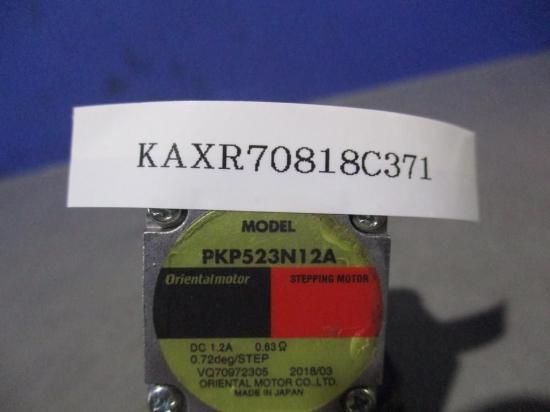 KAXR70818C371
MODEL
PKP523N12A
Orientalmotor STEPPING MOTOR
DC 1.2A 0.63Ω
0.72deg/STEP
VQ70972305 2018/03
ORIENTAL MOTOR CO.,LTD.
MADE IN JAPAN